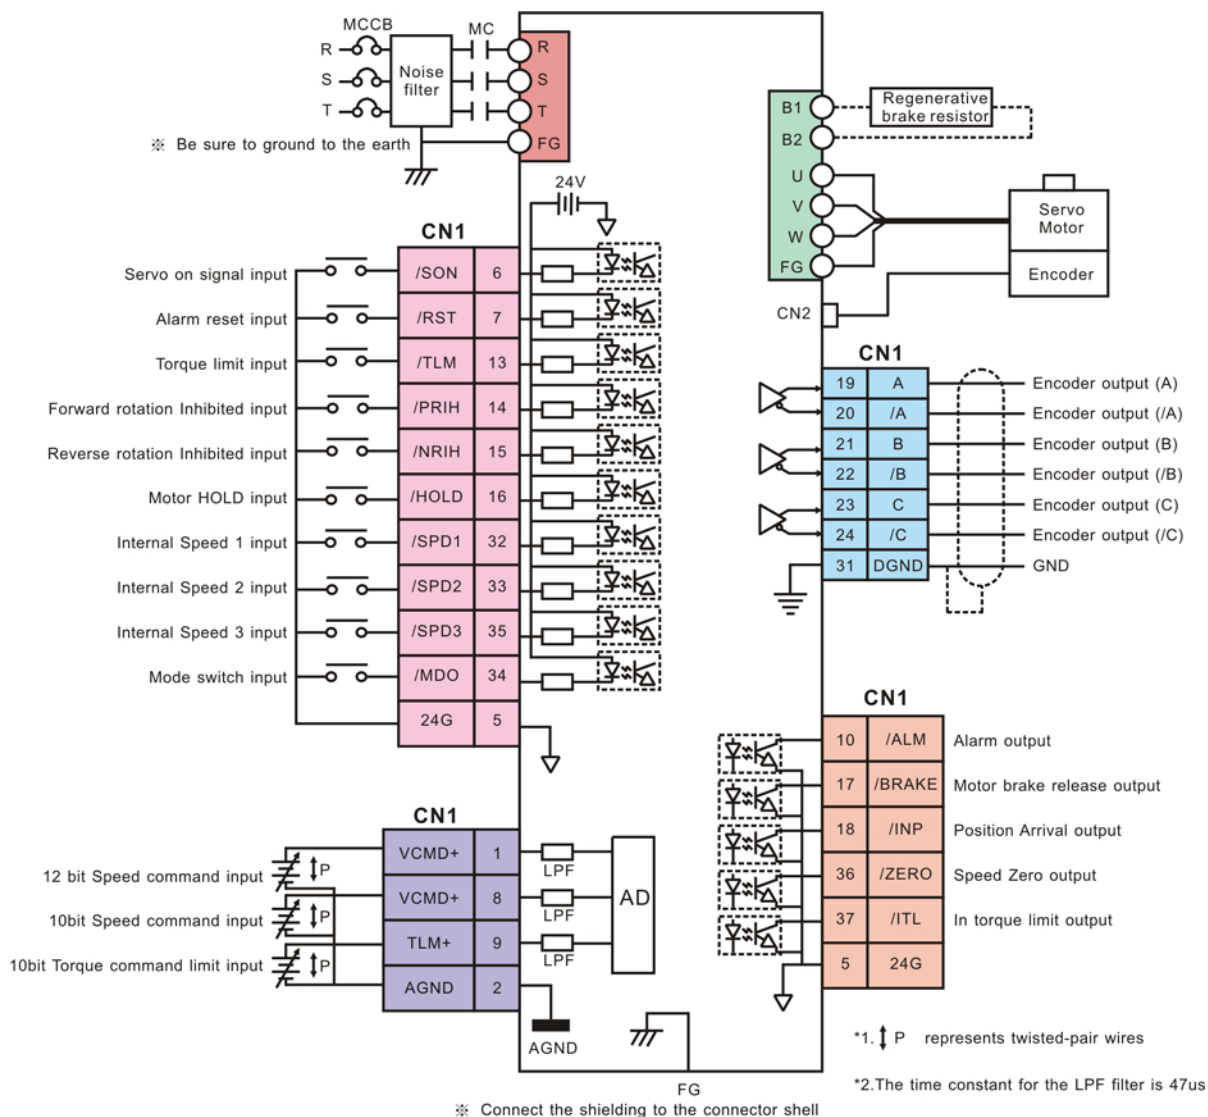 MCCB
MC
R
S
T
Noise
filter
R
S
T
FG
※ Be sure to ground to the earth
24V
CN1
Servo on signal input /SON 6
Alarm reset input /RST 7
Torque limit input /TLM 13
Forward rotation Inhibited input /PRIH 14
Reverse rotation Inhibited input /NRIH 15
Motor HOLD input /HOLD 16
Internal Speed 1 input /SPD1 32
Internal Speed 2 input /SPD2 33
Internal Speed 3 input /SPD3 35
Mode switch input /MDO 34
24G 5
CN1
12 bit Speed command input VCMD+ 1 LPF
10bit Speed command input VCMD+ 8 LPF
10bit Torque command limit input TLM+ 9 LPF
AGND 2
P
P
P
AD
AGND
B1
B2
U
V
W
FG
Regenerative
brake resistor
Servo
Motor
Encoder
CN2
CN1
19 A Encoder output (A)
20 /A Encoder output (/A)
21 B Encoder output (B)
22 /B Encoder output (/B)
23 C Encoder output (C)
24 /C Encoder output (/C)
31 DGND GND
CN1
10 /ALM Alarm output
17 /BRAKE Motor brake release output
18 /INP Position Arrival output
36 /ZERO Speed Zero output
37 /ITL In torque limit output
5 24G
*1. P represents twisted-pair wires
*2.The time constant for the LPF filter is 47us
FG
※ Connect the shielding to the connector shell